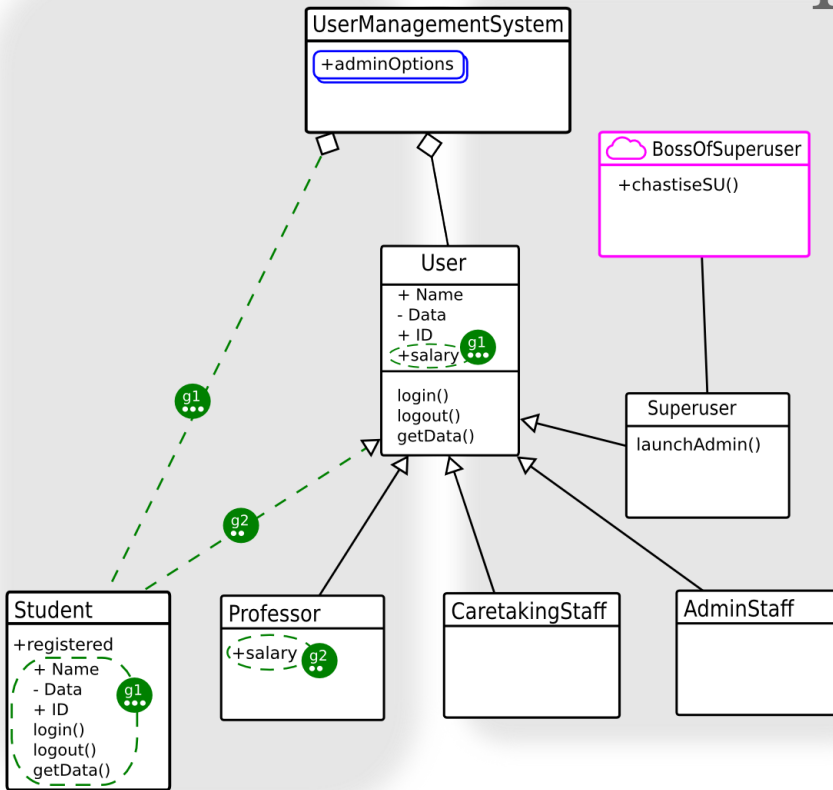 UserManagementSystem
+adminOptions
BossOfSuperuser
+chastiseSU()
User
+ Name
- Data
+ ID
+salary
g1
login()
logout()
getData()
Superuser
launchAdmin()
g1
g2
Student
+registered
+ Name
- Data
+ ID
login()
logout()
getData()
g1
Professor
+salary
g2
CaretakingStaff
AdminStaff